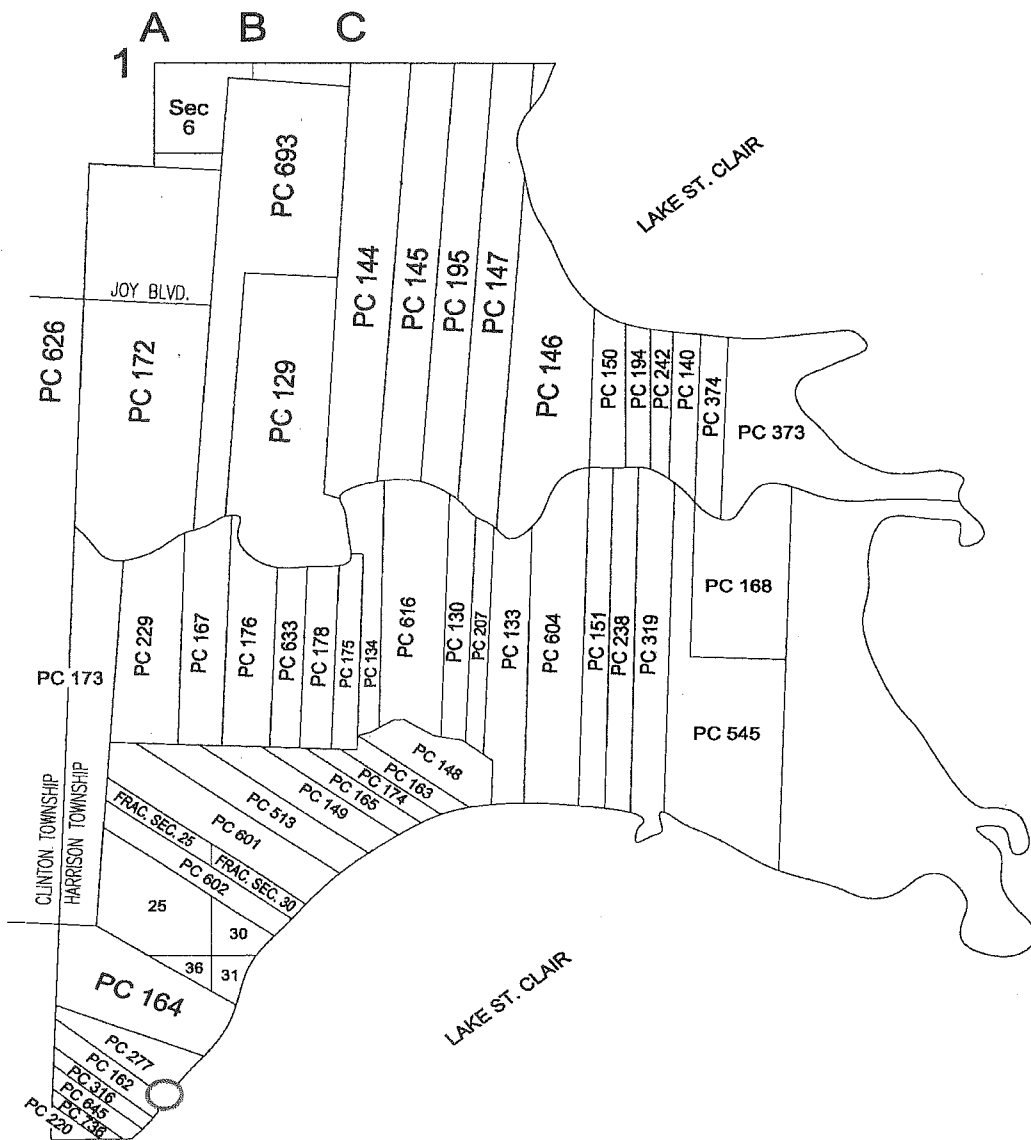 A B C
1
Sec
6
PC 693
LAKE ST. CLAIR
PC 144
PC 145
PC 195
PC 147
JOY BLVD.
PC 626
PC 172
PC 129
PC 146
PC 150
PC 194
PC 242
PC 140
PC 374
PC 373
PC 168
PC 229
PC 167
PC 176
PC 633
PC 178
PC 175
PC 134
PC 616
PC 130
PC 207
PC 133
PC 604
PC 151
PC 238
PC 319
PC 173
PC 545
PC 148
PC 163
PC 174
PC 165
PC 149
PC 513
PC 601
FRAC. SEC. 25
FRAC. SEC. 30
PC 602
CLINTON TOWNSHIP
HARRISON TOWNSHIP
25
30
36
31
PC 164
LAKE ST. CLAIR
PC 277
PC 162
PC 316
PC 645
PC 736
PC 220